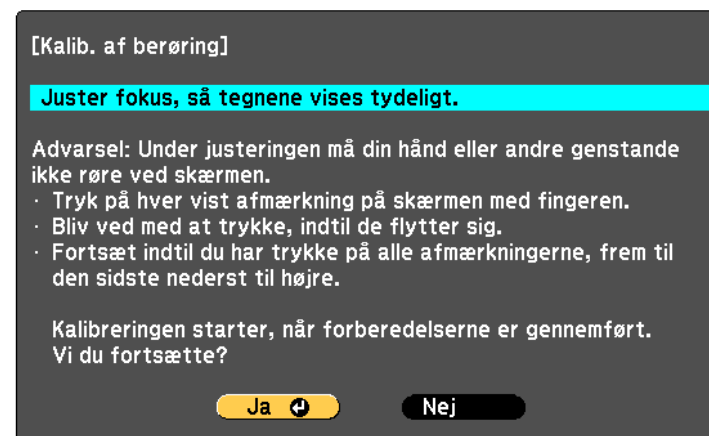 [Kalib. af berøring]
Juster fokus, så tegnene vises tydeligt.
Advarsel: Under justeringen må din hånd eller andre genstande
ikke røre ved skærmen.
· Tryk på hver vist afmærkning på skærmen med fingeren.
· Bliv ved med at trykke, indtil de flytter sig.
· Fortsæt indtil du har trykke på alle afmærkningerne, frem til
den sidste nederst til højre.
Kalibreringen starter, når forberedelserne er gennemført.
Vi du fortsætte?
Ja Nej